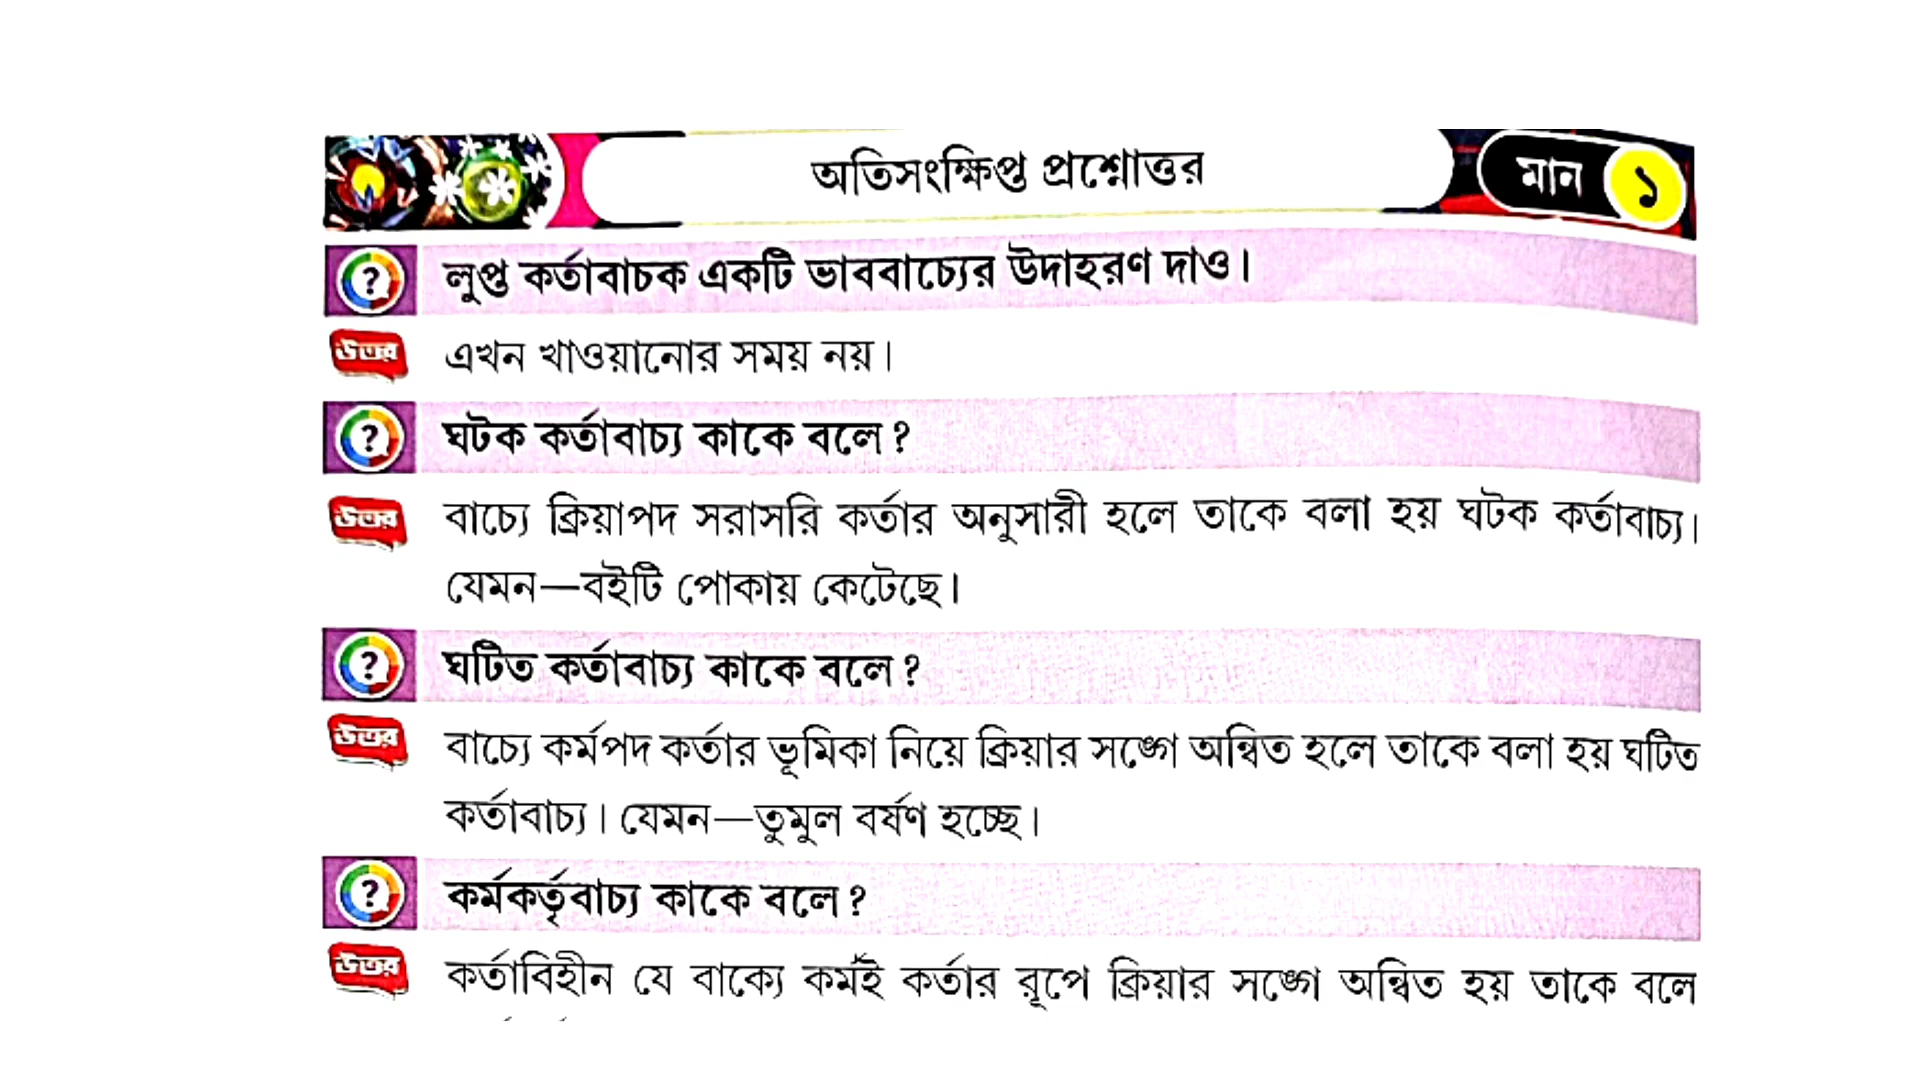 অতিসংক্ষিপ্ত প্রশ্নোত্তর
মান ১
লুপ্ত কর্তাবাচক একটি ভাববাচ্যের উদাহরণ দাও।
উত্তর এখন খাওয়ানোর সময় নয়।
ঘটক কর্তাবাচ্য কাকে বলে?
উত্তর বাচ্যে ক্রিয়াপদ সরাসরি কর্তার অনুসারী হলে তাকে বলা হয় ঘটক কর্তাবাচ্য।
যেমন—বইটি পোকায় কেটেছে।
ঘটিত কর্তাবাচ্য কাকে বলে?
উত্তর বাচ্যে কর্মপদ কর্তার ভূমিকা নিয়ে ক্রিয়ার সঙ্গে অন্বিত হলে তাকে বলা হয় ঘটিত
কর্তাবাচ্য। যেমন—তুমুল বর্ষণ হচ্ছে।
কর্মকর্তৃবাচ্য কাকে বলে?
উত্তর কর্তাবিহীন যে বাক্যে কর্মই কর্তার রূপে ক্রিয়ার সঙ্গে অন্বিত হয় তাকে বলে